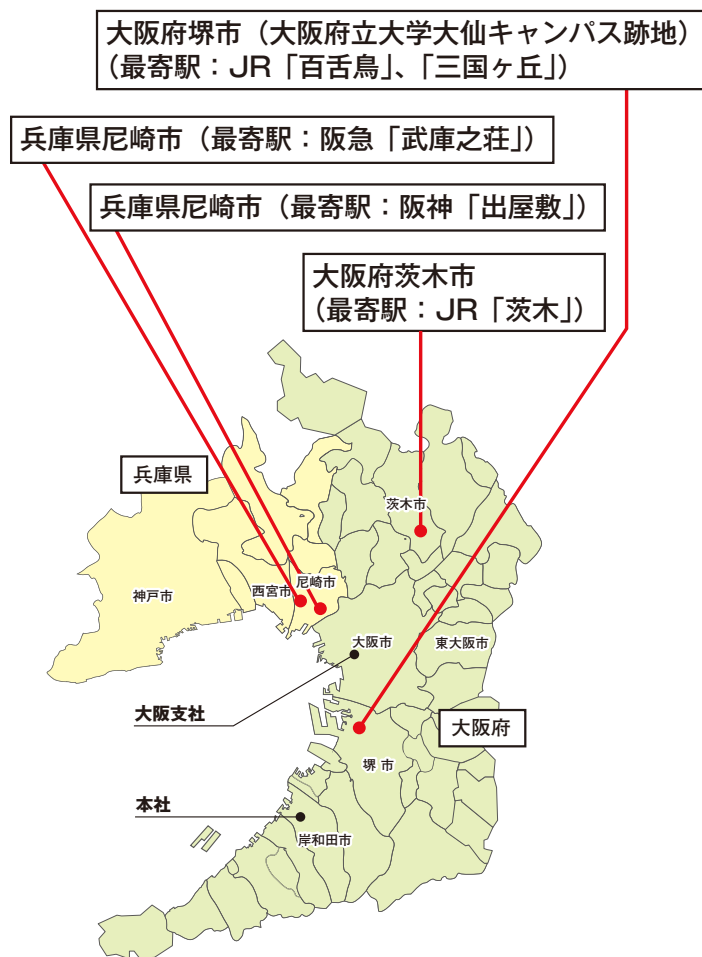 大阪府堺市（大阪府立大学大仙キャンパス跡地）
（最寄駅：JR「百舌鳥」、「三国ヶ丘」）
兵庫県尼崎市（最寄駅：阪急「武庫之荘」）
兵庫県尼崎市（最寄駅：阪神「出屋敷」）
大阪府茨木市
（最寄駅：JR「茨木」）
兵庫県
茨木市
尼崎市
西宮市
神戸市
大阪市
東大阪市
大阪支社
大阪府
堺市
本社
岸和田市